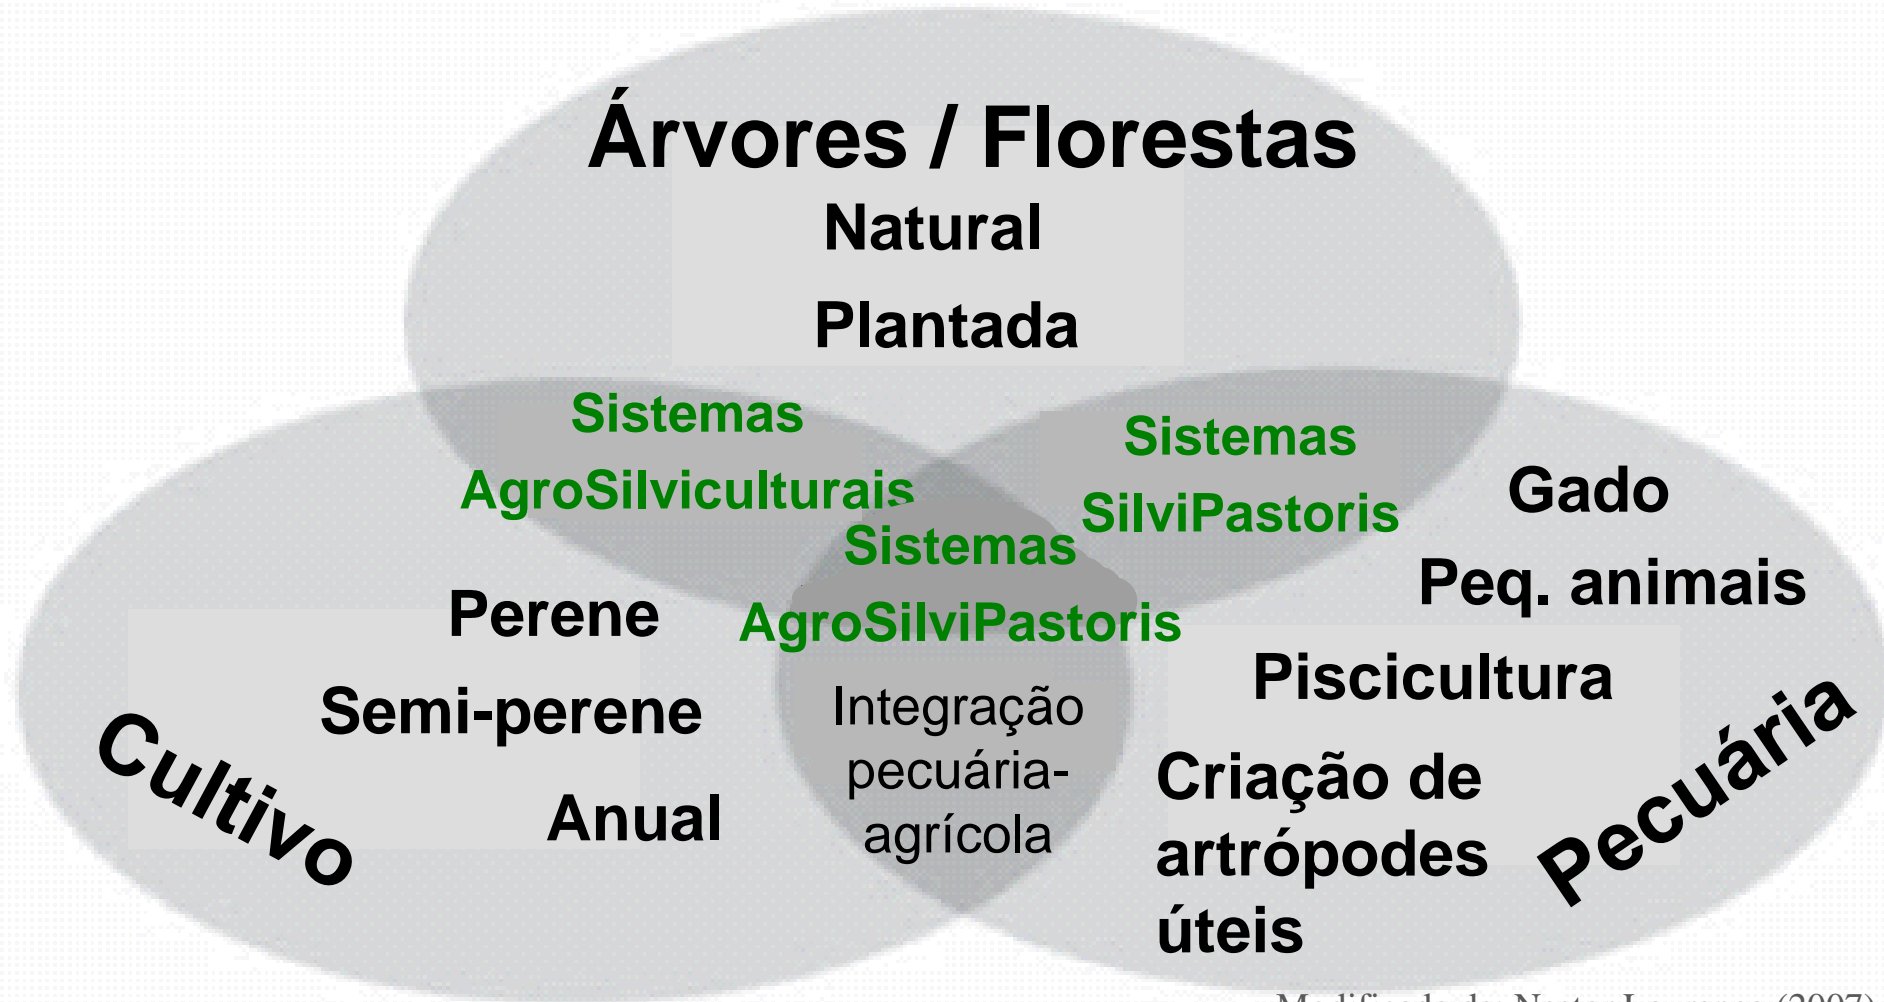 Árvores / Florestas
Natural
Plantada
Sistemas
AgroSilviculturais
Sistemas
SilviPastoris
Sistemas
AgroSilviPastoris
Perene
Semi-perene
Anual
Cultivo
Integração
pecuária-
agrícola
Gado
Peq. animais
Piscicultura
Criação de
artrópodes
úteis
Pecuária
(2007)